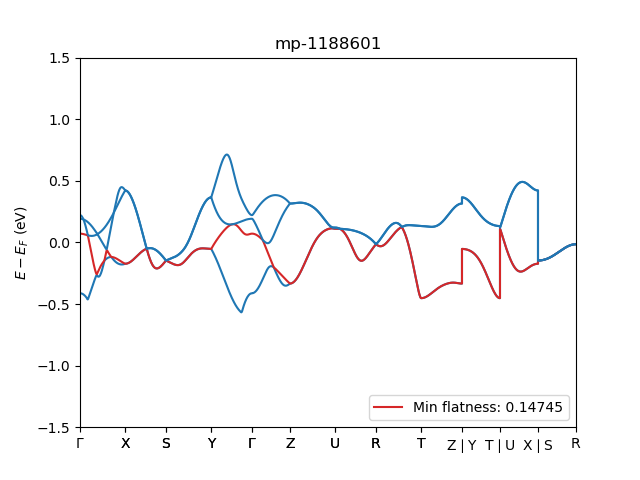 mp-1188601
E − E_F (eV)
1.5
1.0
0.5
0.0
−0.5
−1.0
−1.5
Min flatness: 0.14745
Γ X S Y Γ Z U R T Z|Y T|U X|S R